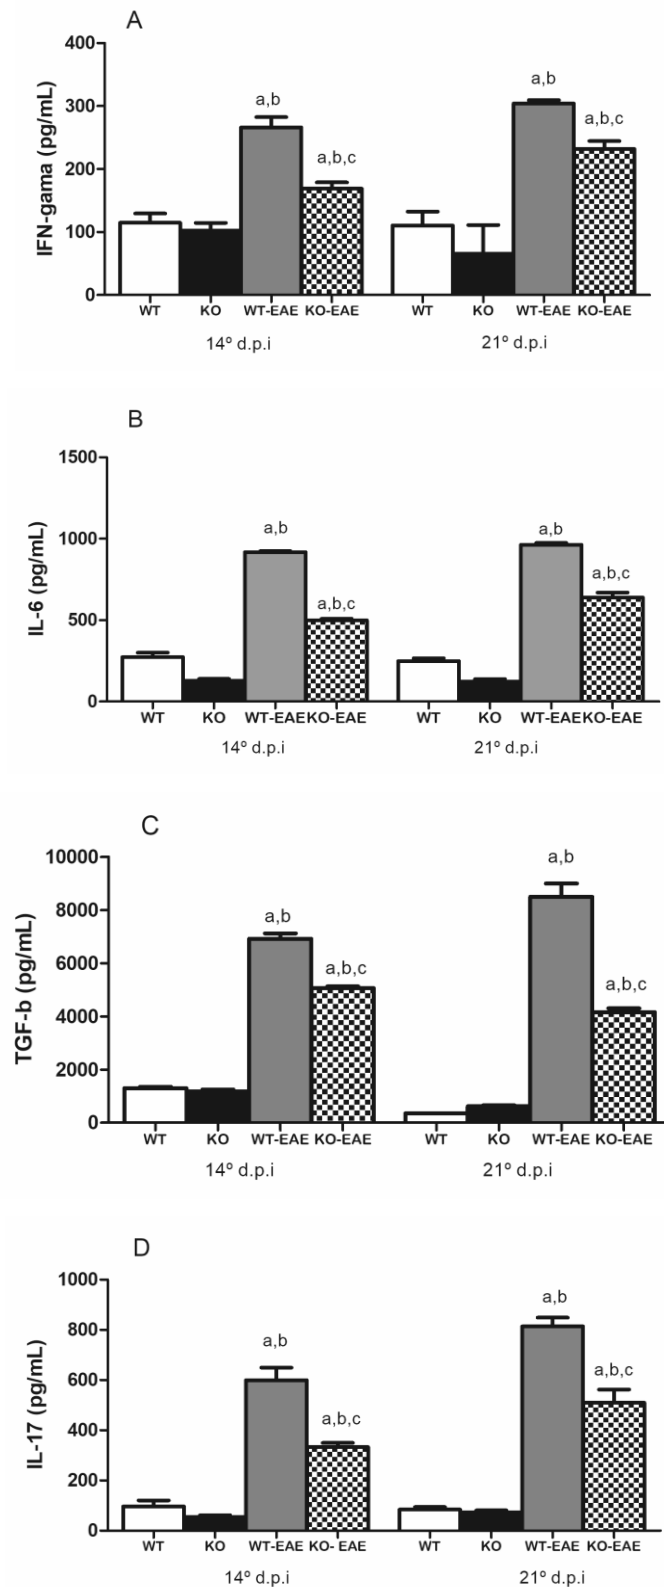 A
IFN-gama (pg/mL)
400
300
200
100
0
a,b
a,b,c
a,b
a,b,c
WT KO WT-EAE KO-EAE WT KO WT-EAE KO-EAE
14º d.p.i 21º d.p.i
B
IL-6 (pg/mL)
1500
1000
500
0
a,b
a,b,c
a,b
a,b,c
WT KO WT-EAE KO-EAE WT KO WT-EAE KO-EAE
14º d.p.i 21º d.p.i
C
TGF-b (pg/mL)
10000
8000
6000
4000
2000
0
a,b
a,b,c
a,b
a,b,c
WT KO WT-EAE KO-EAE WT KO WT-EAE KO-EAE
14º d.p.i 21º d.p.i
D
IL-17 (pg/mL)
1000
800
600
400
200
0
a,b
a,b,c
a,b
a,b,c
WT KO WT-EAE KO- EAE WT KO WT-EAE KO-EAE
14º d.p.i 21º d.p.i